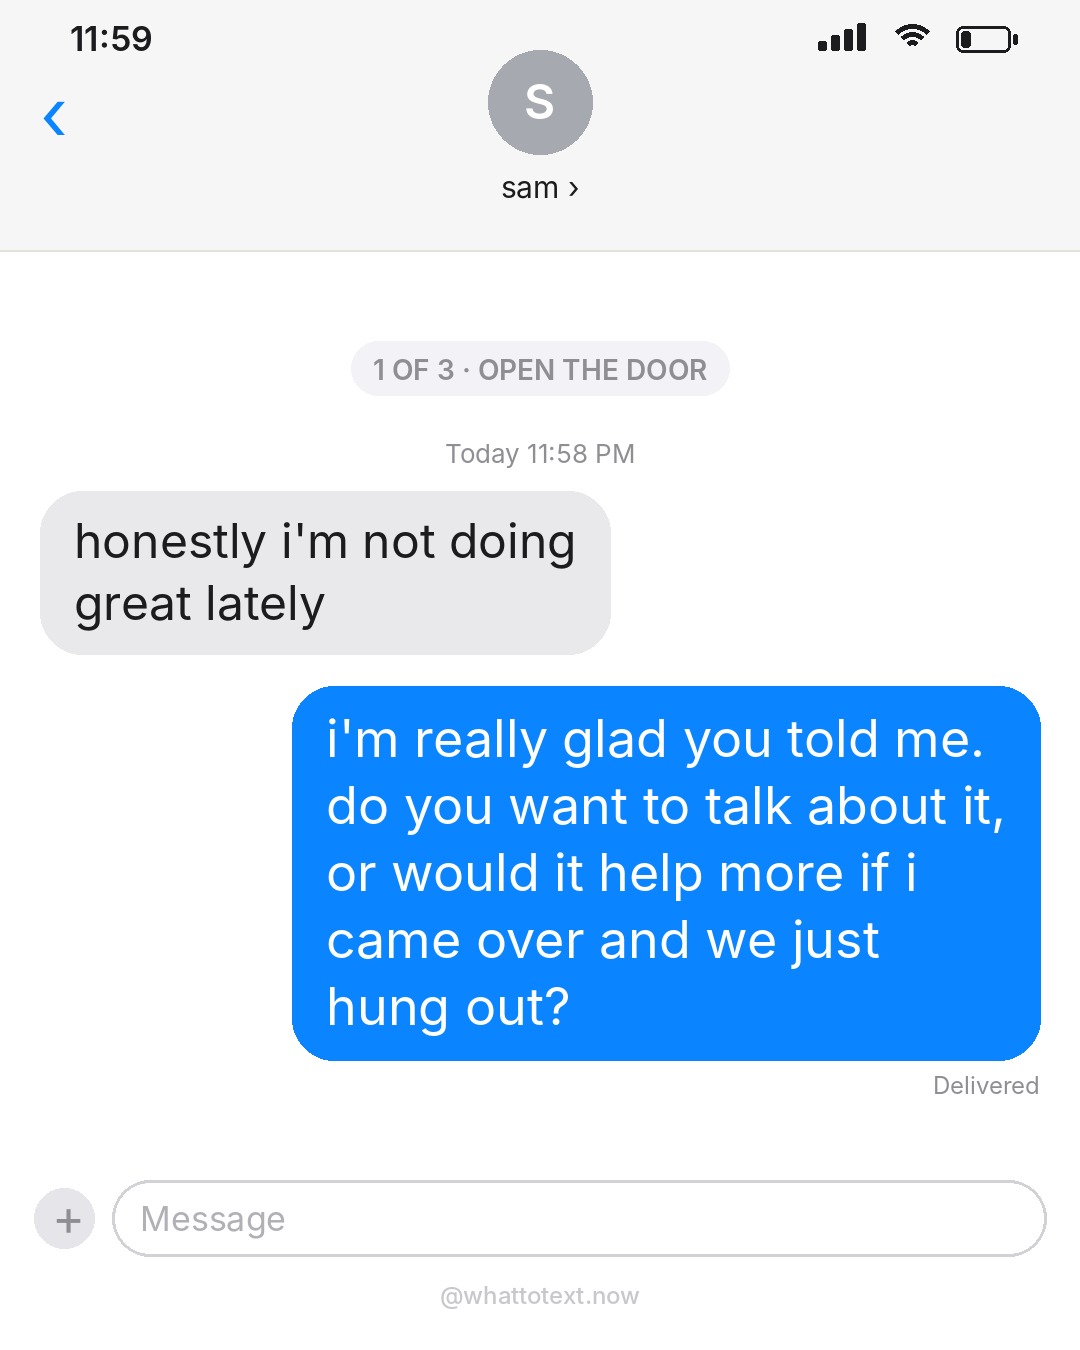 11:59
S
sam ›
1 OF 3 · OPEN THE DOOR
Today 11:58 PM
honestly i'm not doing
great lately
i'm really glad you told me.
do you want to talk about it,
or would it help more if i
came over and we just
hung out?
Delivered
+
Message
@whattotext.now